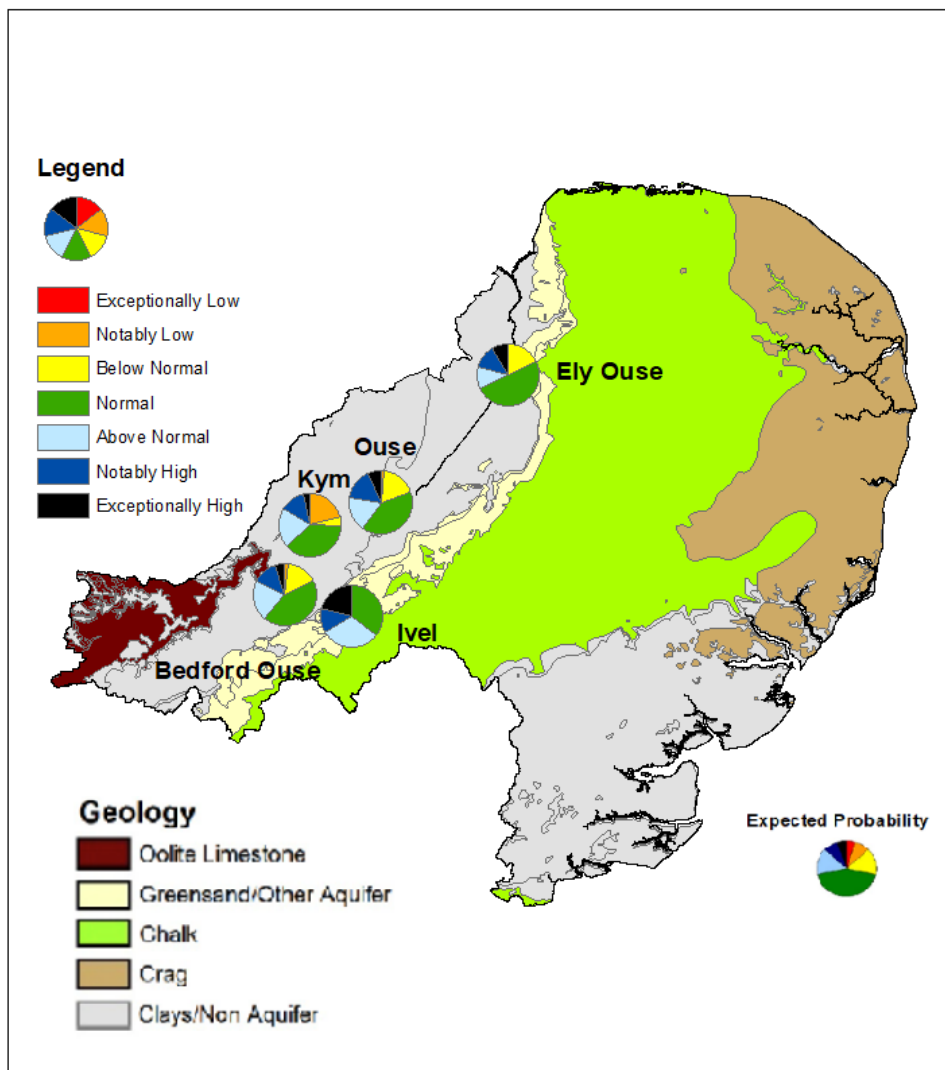 Legend
Exceptionally Low
Notably Low
Below Normal
Normal
Above Normal
Notably High
Exceptionally High
Ely Ouse
Ouse
Kym
Ivel
Bedford Ouse
Geology
Oolite Limestone
Greensand/Other Aquifer
Chalk
Crag
Clays/Non Aquifer
Expected Probability